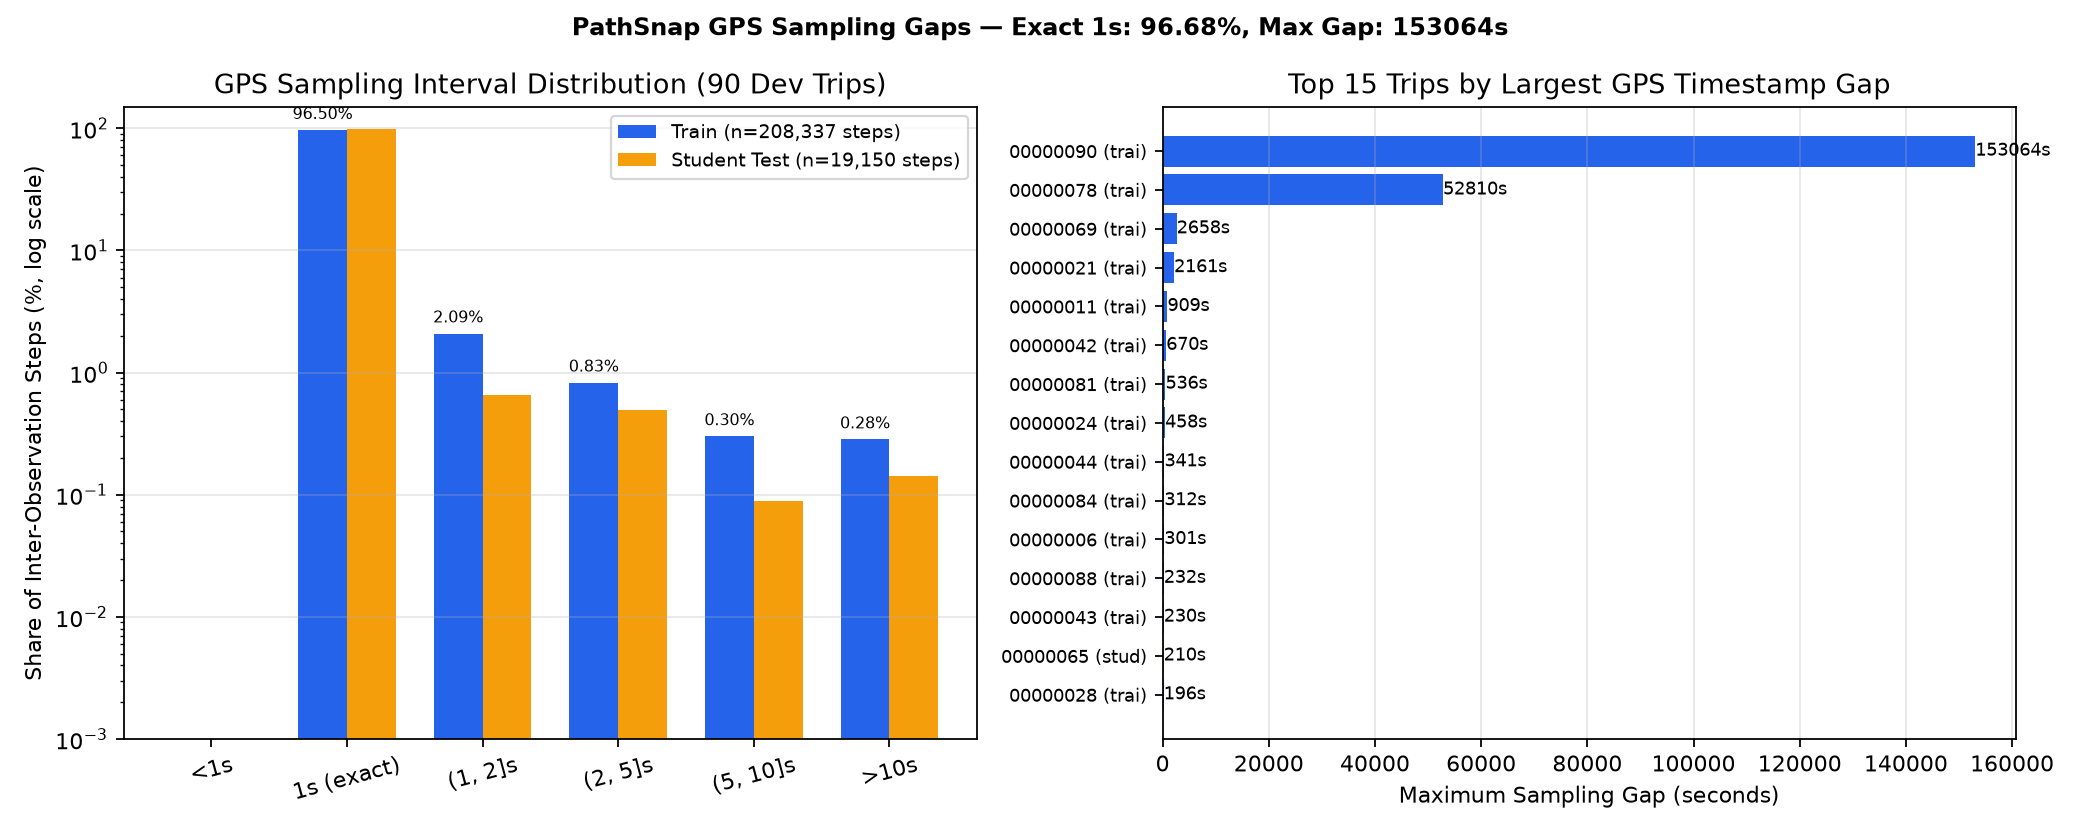 PathSnap GPS Sampling Gaps — Exact 1s: 96.68%, Max Gap: 153064s
GPS Sampling Interval Distribution (90 Dev Trips)
Share of Inter-Observation Steps (%, log scale)
10²
10¹
10⁰
10⁻¹
10⁻²
10⁻³
96.50%
2.09%
0.83%
0.30%
0.28%
Train (n=208,337 steps)
Student Test (n=19,150 steps)
<1s
1s (exact)
(1, 2]s
(2, 5]s
(5, 10]s
>10s
Top 15 Trips by Largest GPS Timestamp Gap
00000090 (trai) 153064s
00000078 (trai) 52810s
00000069 (trai) 2658s
00000021 (trai) 2161s
00000011 (trai) 909s
00000042 (trai) 670s
00000081 (trai) 536s
00000024 (trai) 458s
00000044 (trai) 341s
00000084 (trai) 312s
00000006 (trai) 301s
00000088 (trai) 232s
00000043 (trai) 230s
00000065 (stud) 210s
00000028 (trai) 196s
0 20000 40000 60000 80000 100000 120000 140000 160000
Maximum Sampling Gap (seconds)